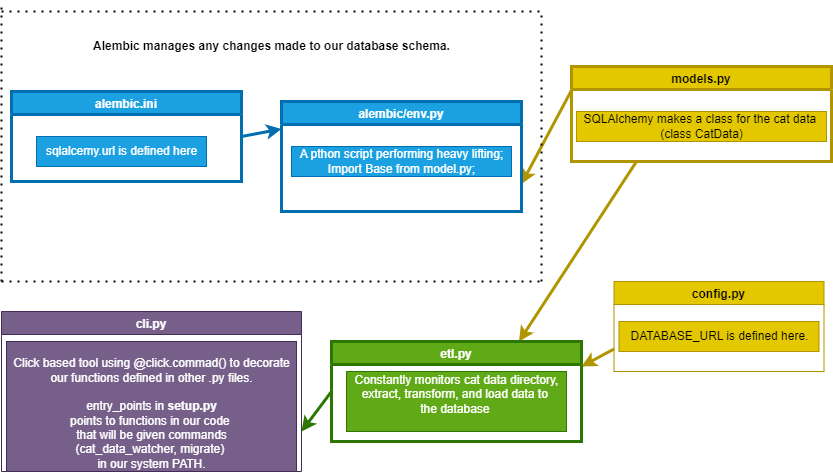 Alembic manages any changes made to our database schema.
alembic.ini
sqlalcemy.url is defined here
alembic/env.py
A pthon script performing heavy lifting;
Import Base from model.py;
models.py
SQLAlchemy makes a class for the cat data
(class CatData)
config.py
DATABASE_URL is defined here.
cli.py
Click based tool using @click.commad() to decorate
our functions defined in other .py files.
entry_points in setup.py
points to functions in our code
that will be given commands
(cat_data_watcher, migrate)
in our system PATH.
etl.py
Constantly monitors cat data directory,
extract, transform, and load data to
the database